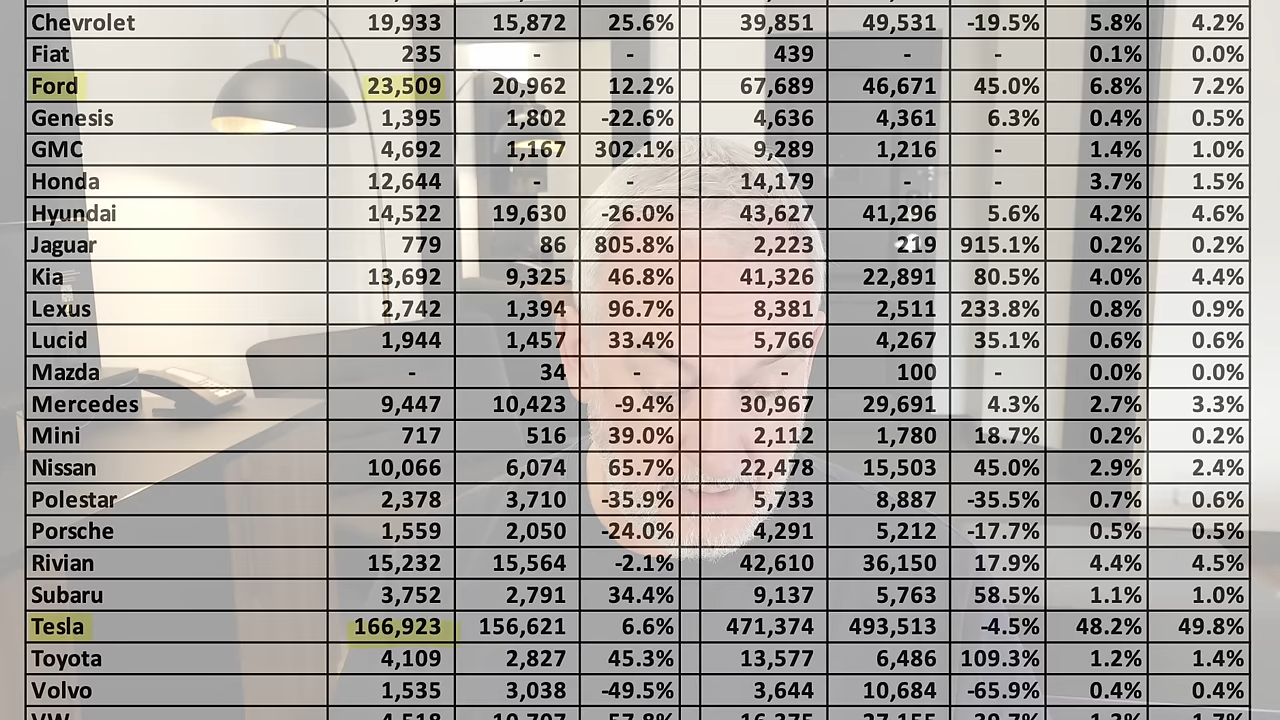 Chevrolet 19,933 15,872 25.6% 39,851 49,531 -19.5% 5.8% 4.2%
Fiat 235 - - 439 - - 0.1% 0.0%
Ford 23,509 20,962 12.2% 67,689 46,671 45.0% 6.8% 7.2%
Genesis 1,395 1,802 -22.6% 4,636 4,361 6.3% 0.4% 0.5%
GMC 4,692 1,167 302.1% 9,289 1,216 - 1.4% 1.0%
Honda 12,644 - - 14,179 - - 3.7% 1.5%
Hyundai 14,522 19,630 -26.0% 43,627 41,296 5.6% 4.2% 4.6%
Jaguar 779 86 805.8% 2,223 219 915.1% 0.2% 0.2%
Kia 13,692 9,325 46.8% 41,326 22,891 80.5% 4.0% 4.4%
Lexus 2,742 1,394 96.7% 8,381 2,511 233.8% 0.8% 0.9%
Lucid 1,944 1,457 33.4% 5,766 4,267 35.1% 0.6% 0.6%
Mazda - 34 - - 100 - 0.0% 0.0%
Mercedes 9,447 10,423 -9.4% 30,967 29,691 4.3% 2.7% 3.3%
Mini 717 516 39.0% 2,112 1,780 18.7% 0.2% 0.2%
Nissan 10,066 6,074 65.7% 22,478 15,503 45.0% 2.9% 2.4%
Polestar 2,378 3,710 -35.9% 5,733 8,887 -35.5% 0.7% 0.6%
Porsche 1,559 2,050 -24.0% 4,291 5,212 -17.7% 0.5% 0.5%
Rivian 15,232 15,564 -2.1% 42,610 36,150 17.9% 4.4% 4.5%
Subaru 3,752 2,791 34.4% 9,137 5,763 58.5% 1.1% 1.0%
Tesla 166,923 156,621 6.6% 471,374 493,513 -4.5% 48.2% 49.8%
Toyota 4,109 2,827 45.3% 13,577 6,486 109.3% 1.2% 1.4%
Volvo 1,535 3,038 -49.5% 3,644 10,684 -65.9% 0.4% 0.4%
VW